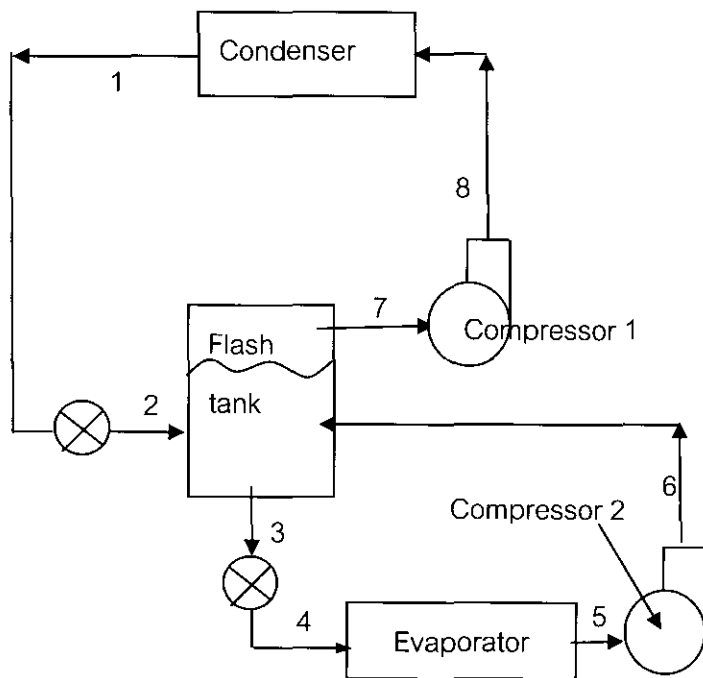 Condenser
1
8
7
Flash
Compressor 1
2
tank
6
Compressor 2
3
4
5
Evaporator